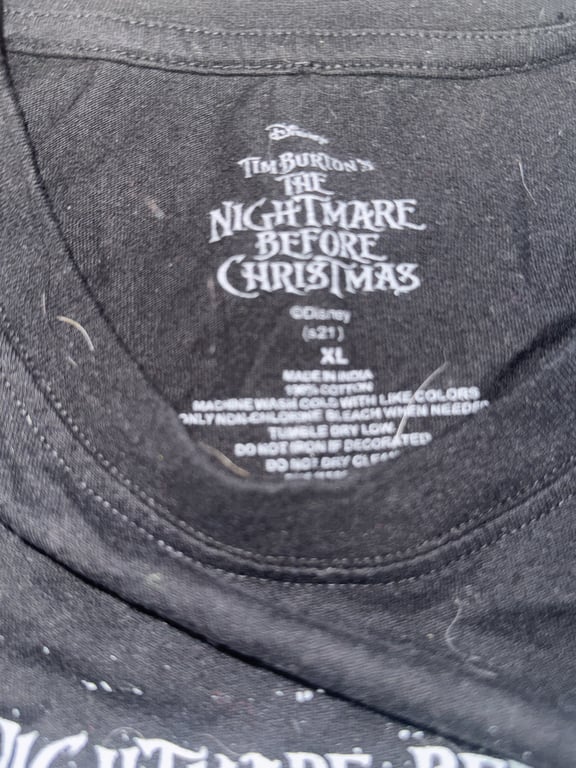 Disney
TIM BURTON'S
THE
NIGHTMARE
BEFORE
CHRISTMAS
©Disney
(s21)
XL
MADE IN INDIA
100% COTTON
MACHINE WASH COLD WITH LIKE COLORS
ONLY NON-CHLORINE BLEACH WHEN NEEDED
TUMBLE DRY LOW
DO NOT IRON IF DECORATED
DO NOT DRY CLEAN
NIGHTMARE BE